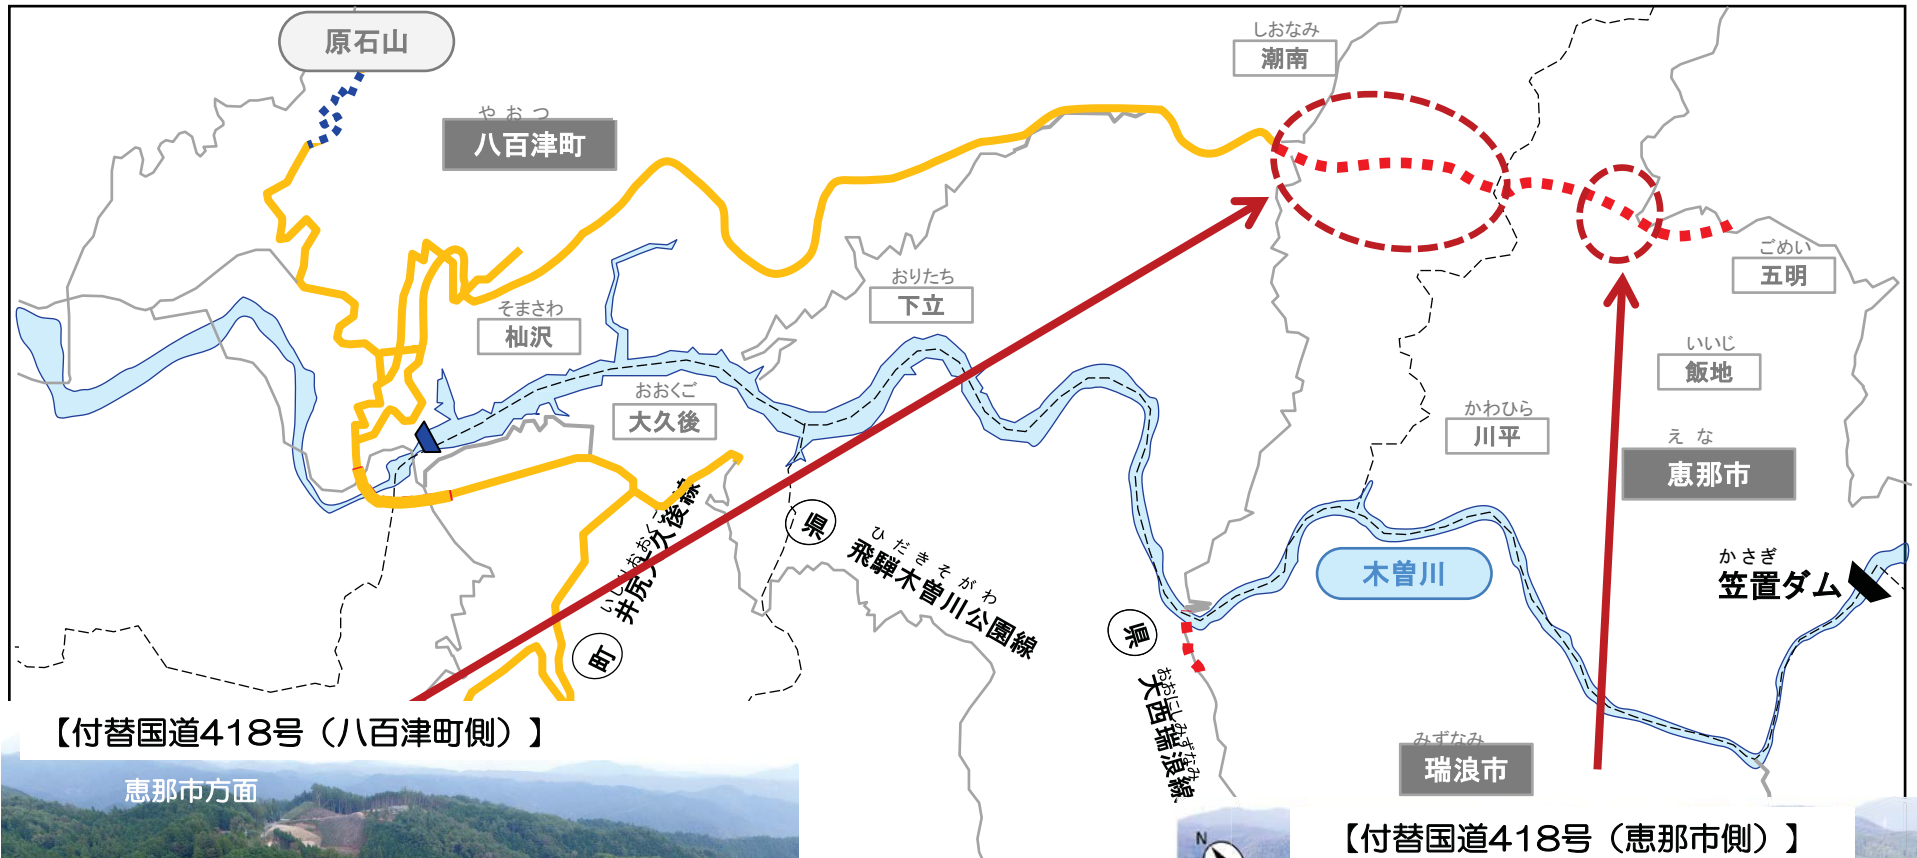 原石山
しおなみ
潮南
やおつ
八百津町
ごめい
五明
おりたち
下立
そまさわ
杣沢
いいじ
飯地
おおくご
大久後
かわひら
川平
えな
恵那市
県
ひだきそがわ
飛騨木曽川公園線
井尻大久後線
町
木曽川
かさぎ
笠置ダム
県
おおにしみずなみ
大西瑞浪線
みずなみ
瑞浪市
【付替国道418号（八百津町側）】
恵那市方面
N
【付替国道418号（恵那市側）】